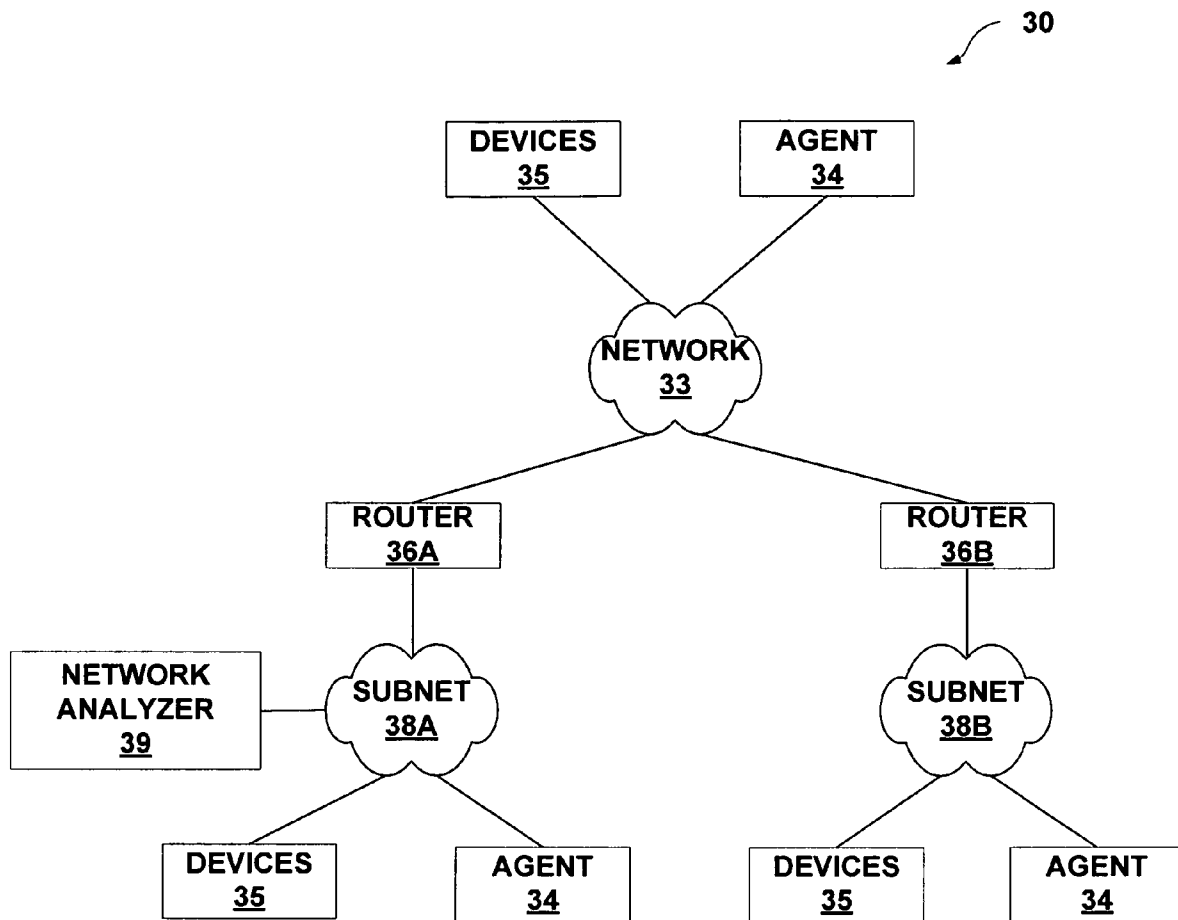 30
DEVICES
35
AGENT
34
NETWORK
33
ROUTER
36A
ROUTER
36B
NETWORK
ANALYZER
39
SUBNET
38A
SUBNET
38B
DEVICES
35
AGENT
34
DEVICES
35
AGENT
34